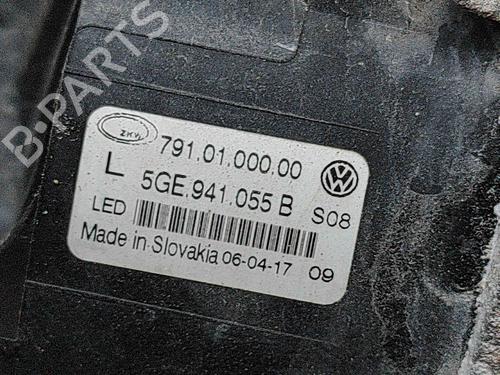 B-PARTS
ZKW 791.01.000.00
L 5GE.941.055 B S08
LED
Made in Slovakia 06-04-17 09